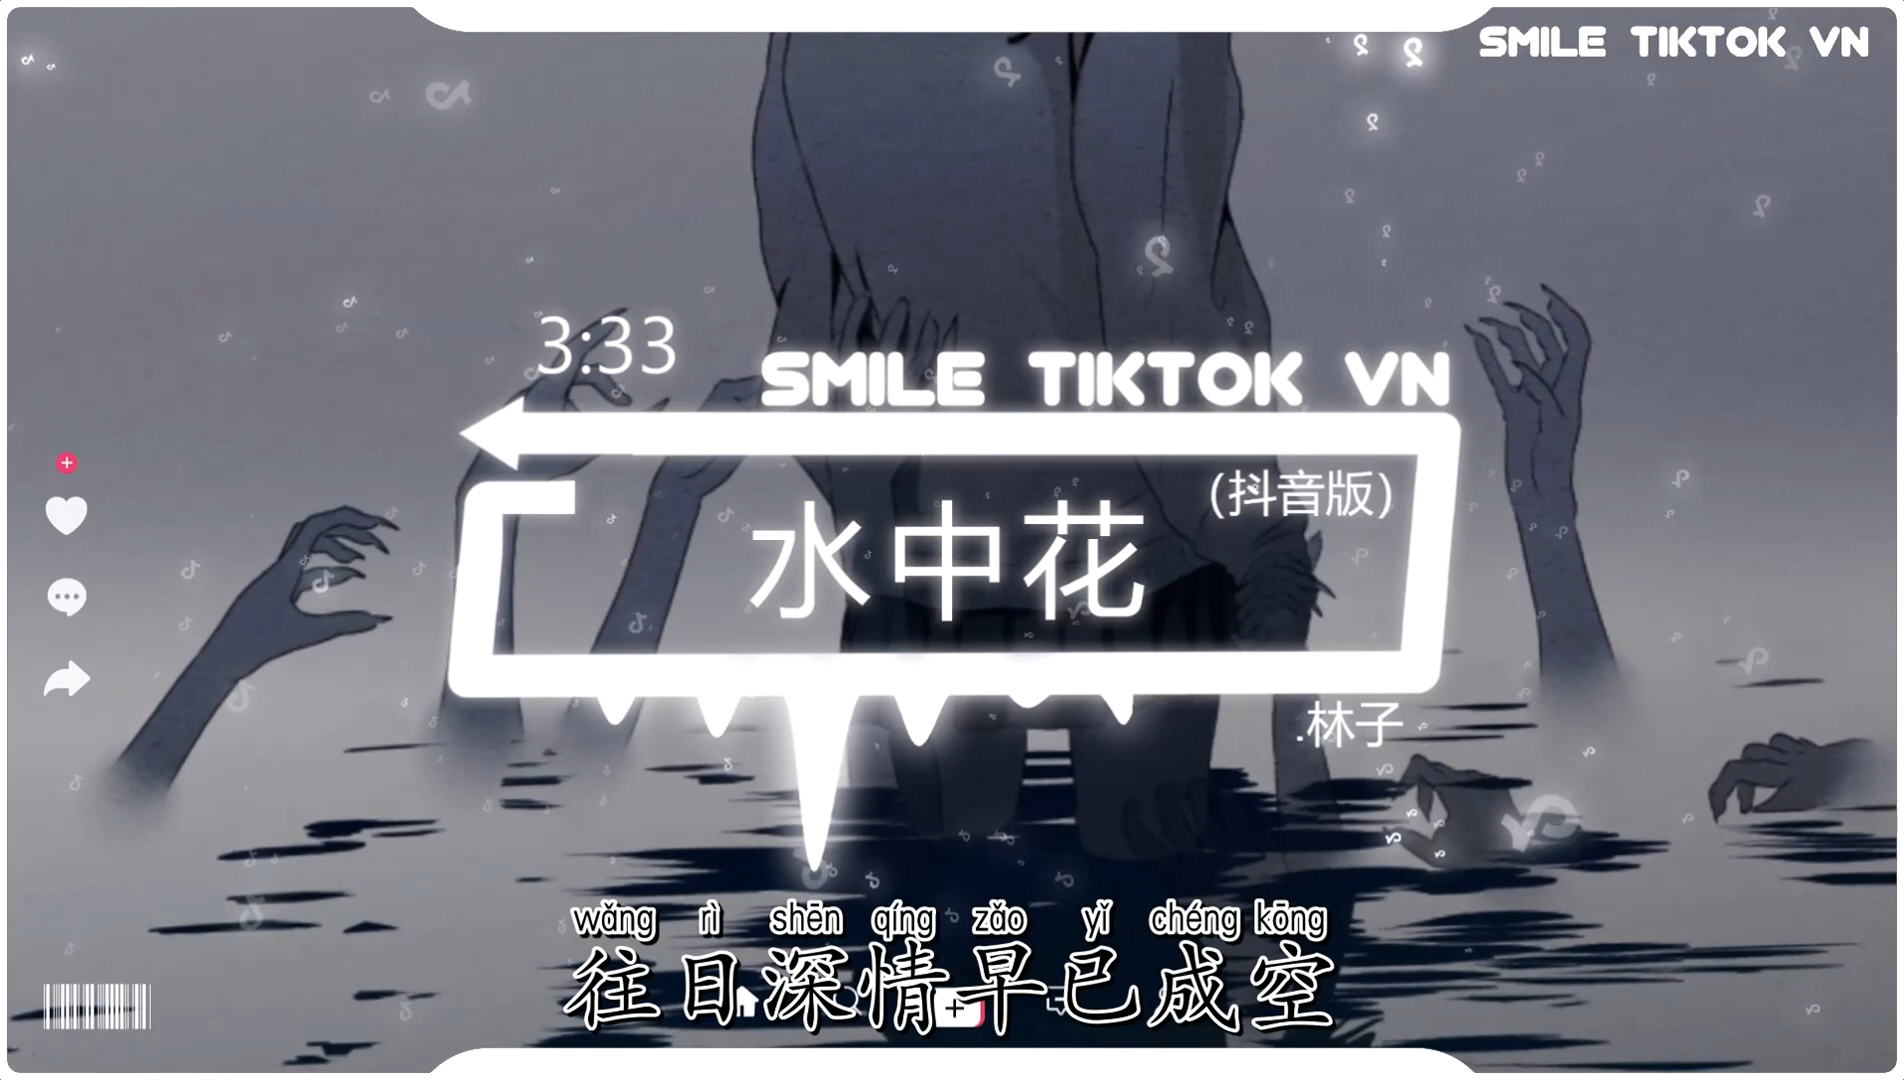 SMILE TIKTOK VN
3:33
SMILE TIKTOK VN
(抖音版)
水中花
.林子
wǎng rì shēn qíng zǎo yǐ chéng kōng
往日深情早已成空